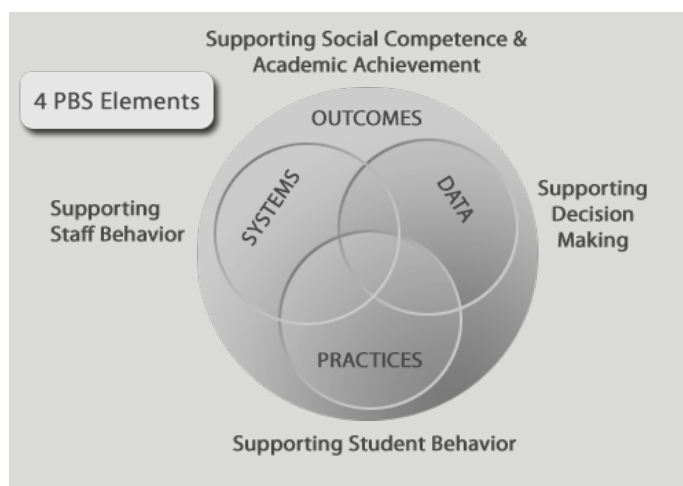 Supporting Social Competence &
Academic Achievement
4 PBS Elements
OUTCOMES
SYSTEMS
DATA
Supporting
Staff Behavior
Supporting
Decision
Making
PRACTICES
Supporting Student Behavior